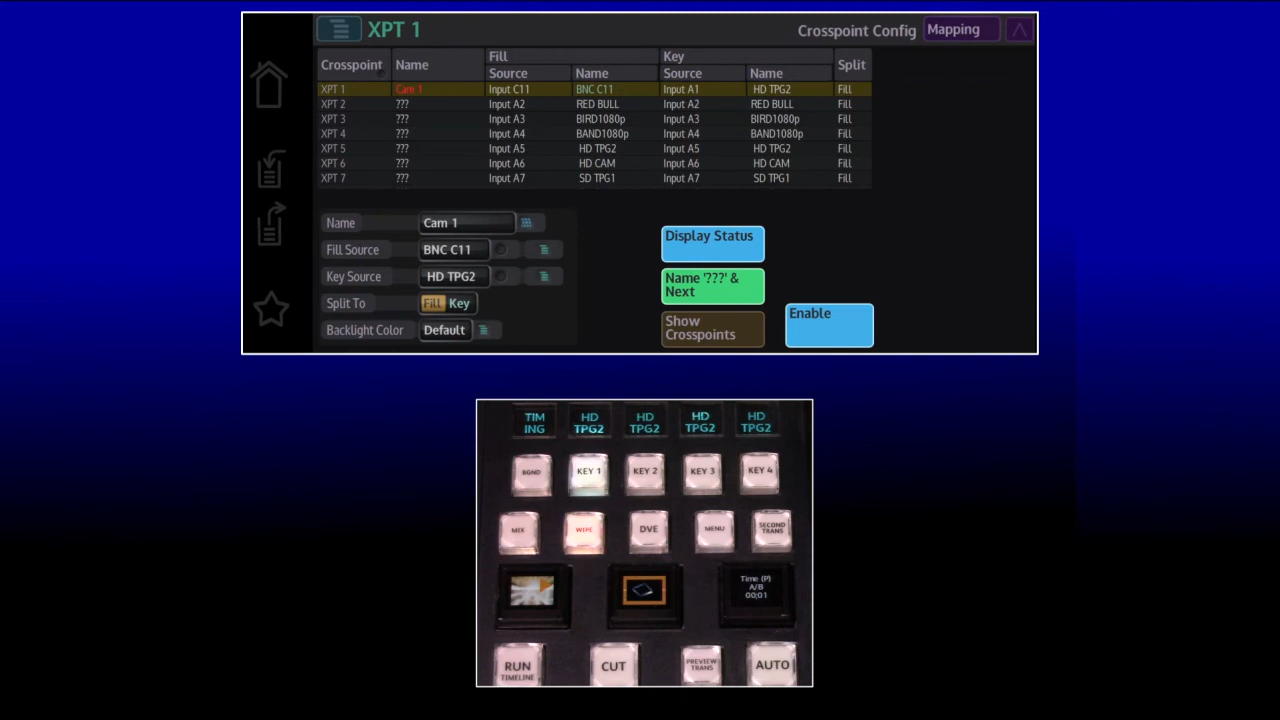 XPT 1
Crosspoint Config Mapping
Crosspoint Name Fill Key Split
Source Name Source Name
XPT 1 Cam 1 Input C11 BNC C11 Input A1 HD TPG2 Fill
XPT 2 ??? Input A2 RED BULL Input A2 RED BULL Fill
XPT 3 ??? Input A3 BIRD1080p Input A3 BIRD1080p Fill
XPT 4 ??? Input A4 BAND1080p Input A4 BAND1080p Fill
XPT 5 ??? Input A5 HD TPG2 Input A5 HD TPG2 Fill
XPT 6 ??? Input A6 HD CAM Input A6 HD CAM Fill
XPT 7 ??? Input A7 SD TPG1 Input A7 SD TPG1 Fill
Name Cam 1
Fill Source BNC C11
Key Source HD TPG2
Split To Fill Key
Backlight Color Default
Display Status
Name '???' &
Next
Show
Crosspoints
Enable
TIM HD HD HD HD
ING TPG2 TPG2 TPG2 TPG2
BGND KEY 1 KEY 2 KEY 3 KEY 4
MIX WIPE DVE MENU SECOND
TRANS
Time (P)
A/B
00:01
RUN
TIMELINE
CUT
PREVIEW
TRANS
AUTO